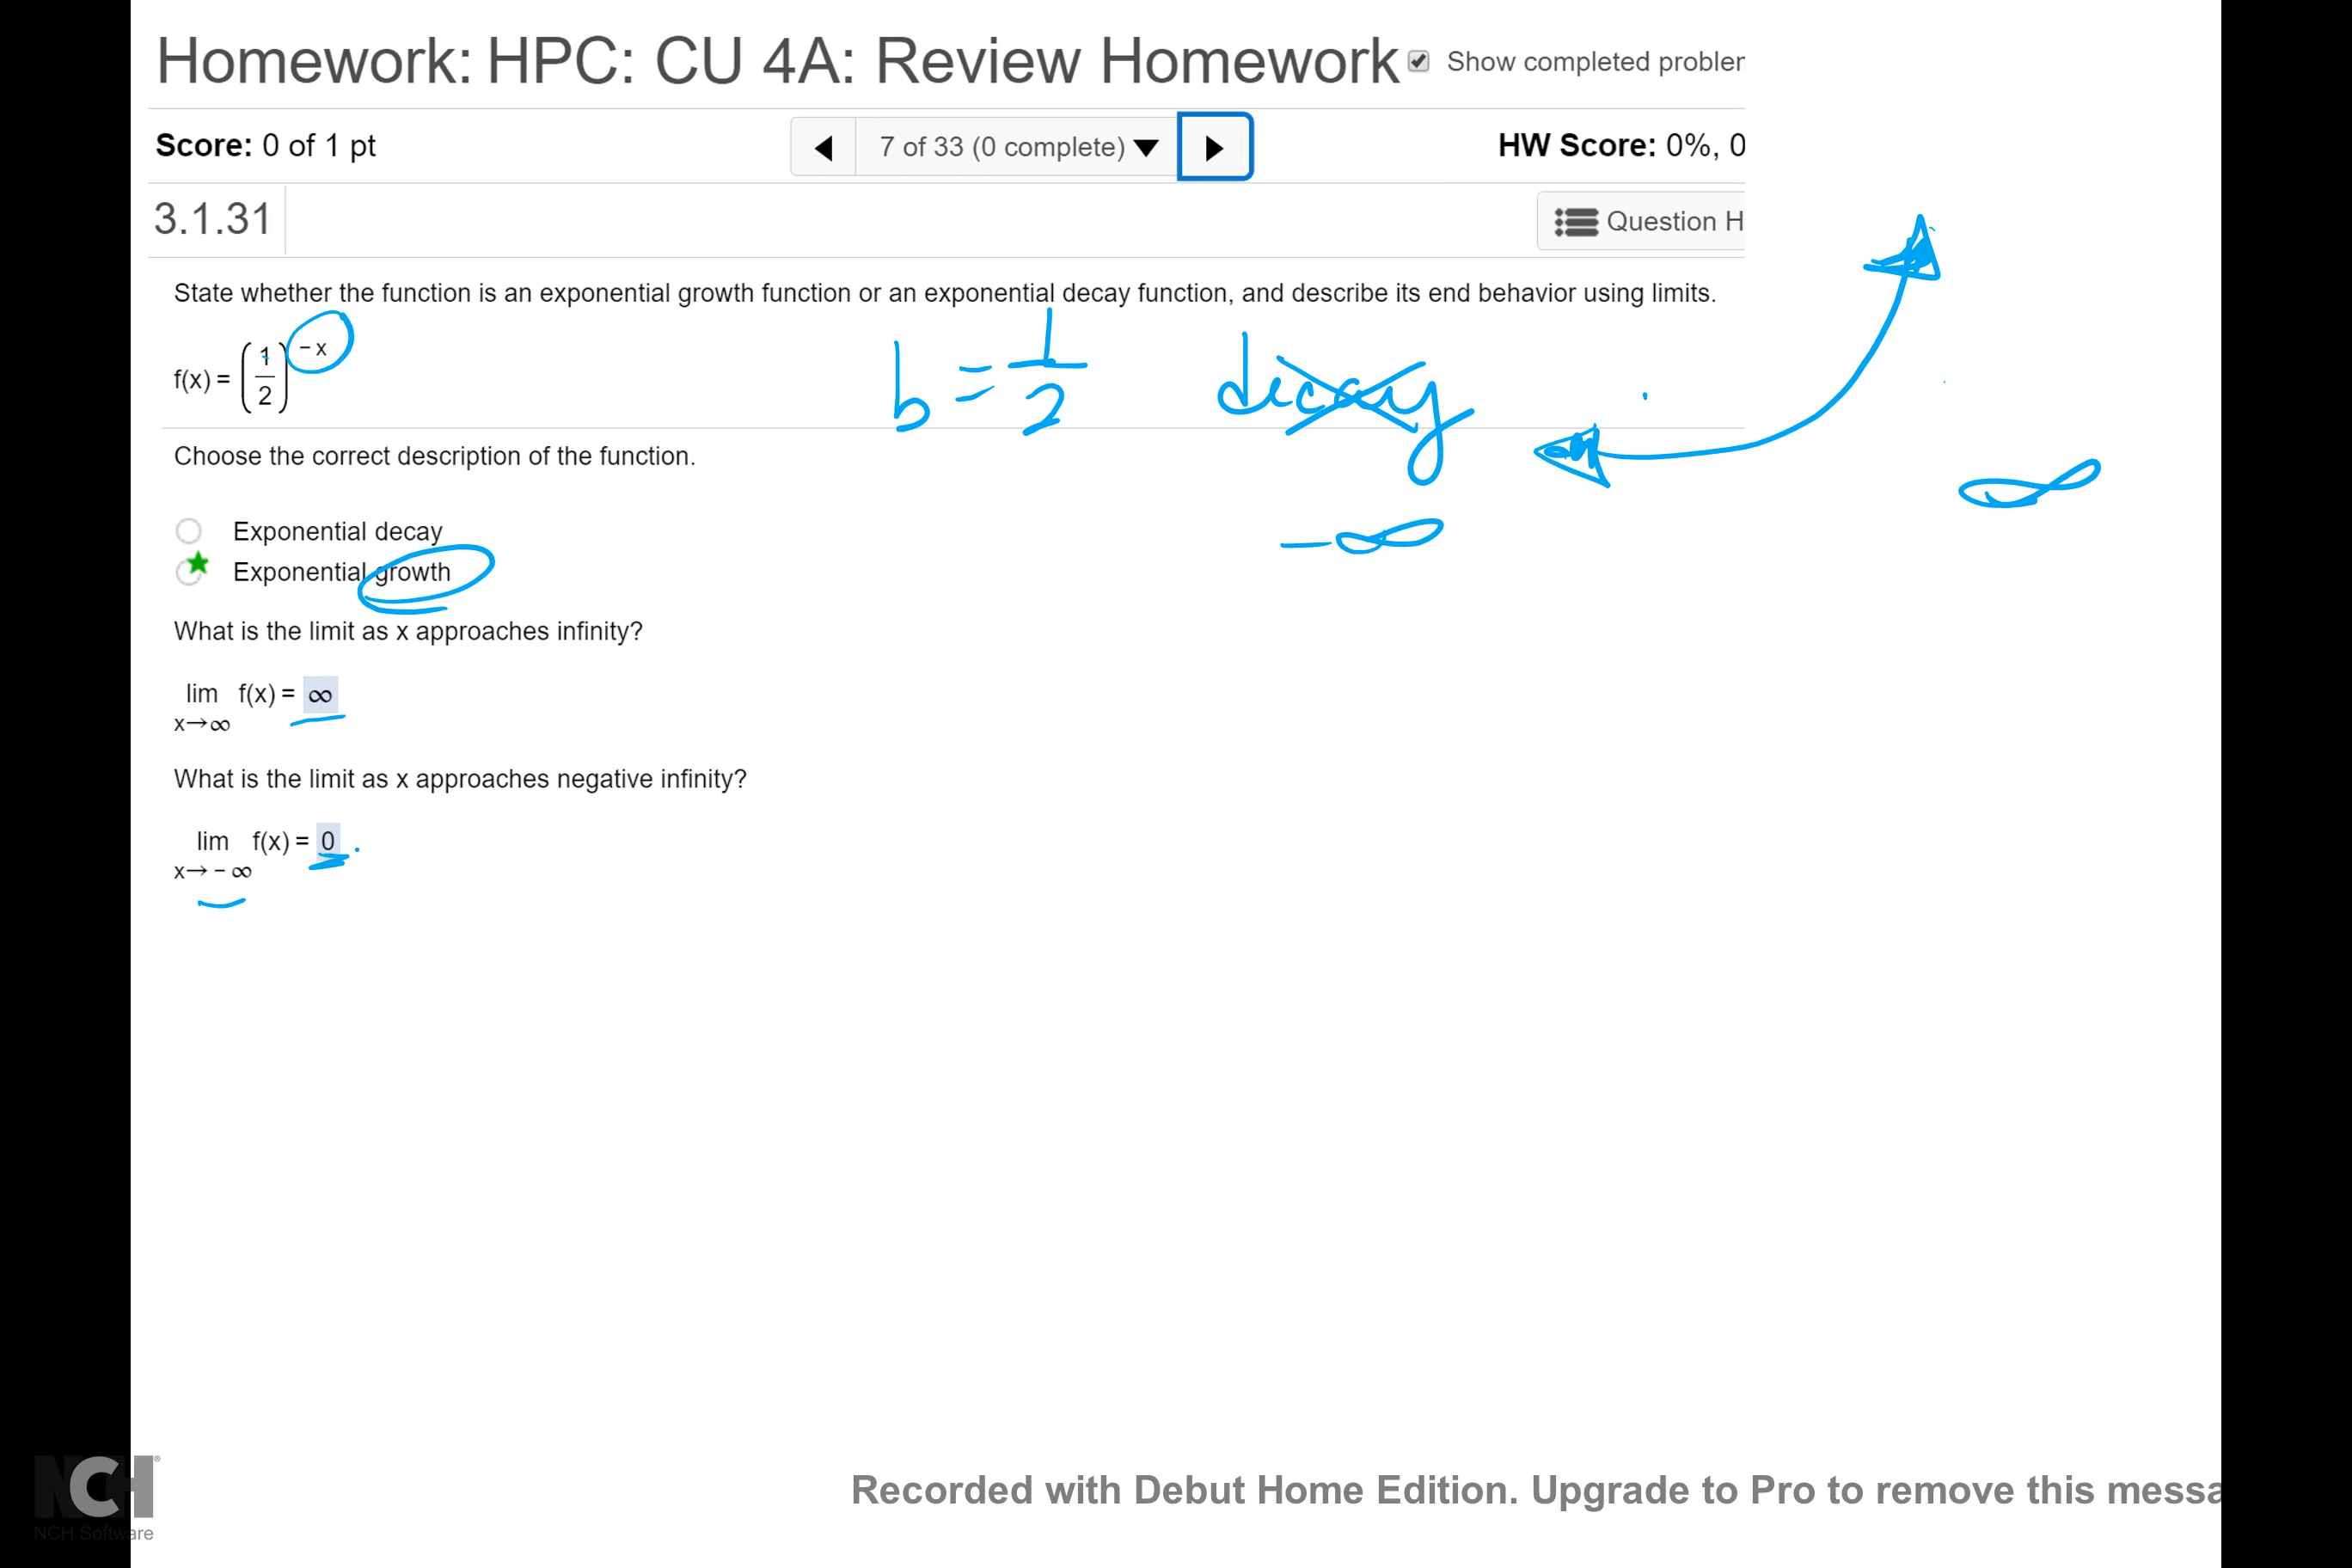 Homework: HPC: CU 4A: Review Homework Show completed problem
Score: 0 of 1 pt 7 of 33 (0 complete) HW Score: 0%, 0
3.1.31 Question H
State whether the function is an exponential growth function or an exponential decay function, and describe its end behavior using limits.
f(x) = (1/2)^(−x)
b = 1/2 decay
Choose the correct description of the function.
−∞ ∞
Exponential decay
Exponential growth
What is the limit as x approaches infinity?
lim f(x) = ∞
x→∞
What is the limit as x approaches negative infinity?
lim f(x) = 0
x→ − ∞
NCH®
NCH Software
Recorded with Debut Home Edition. Upgrade to Pro to remove this messa